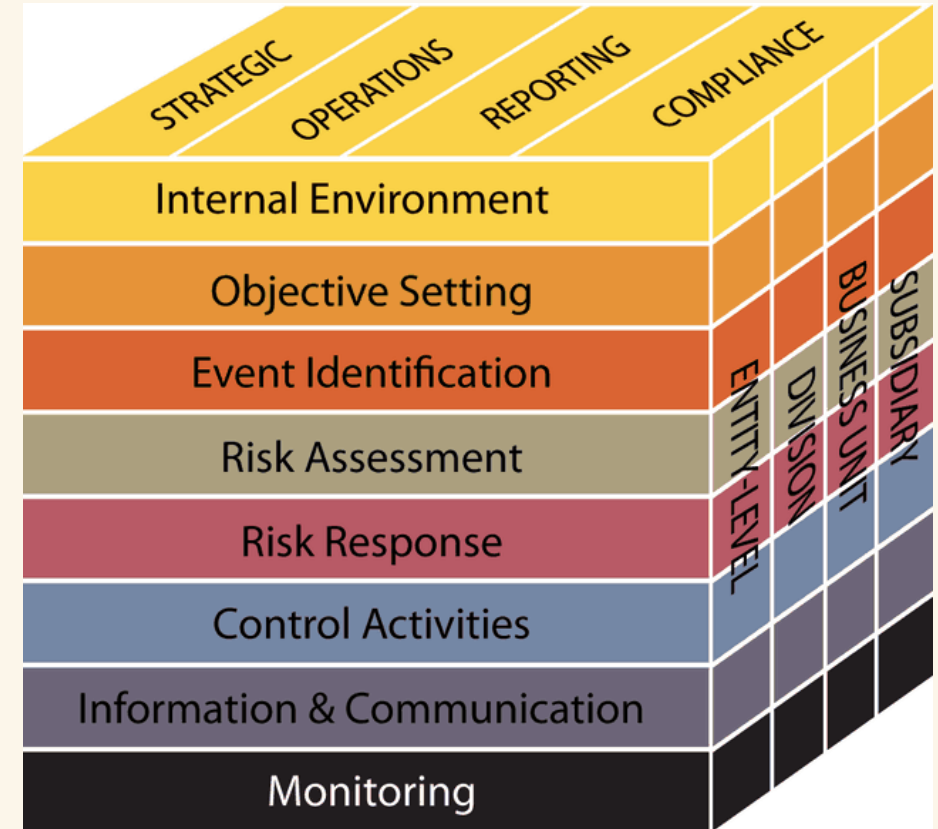 STRATEGIC
OPERATIONS
REPORTING
COMPLIANCE
Internal Environment
Objective Setting
Event Identification
Risk Assessment
Risk Response
Control Activities
Information & Communication
Monitoring
ENTITY-LEVEL
DIVISION
BUSINESS UNIT
SUBSIDIARY